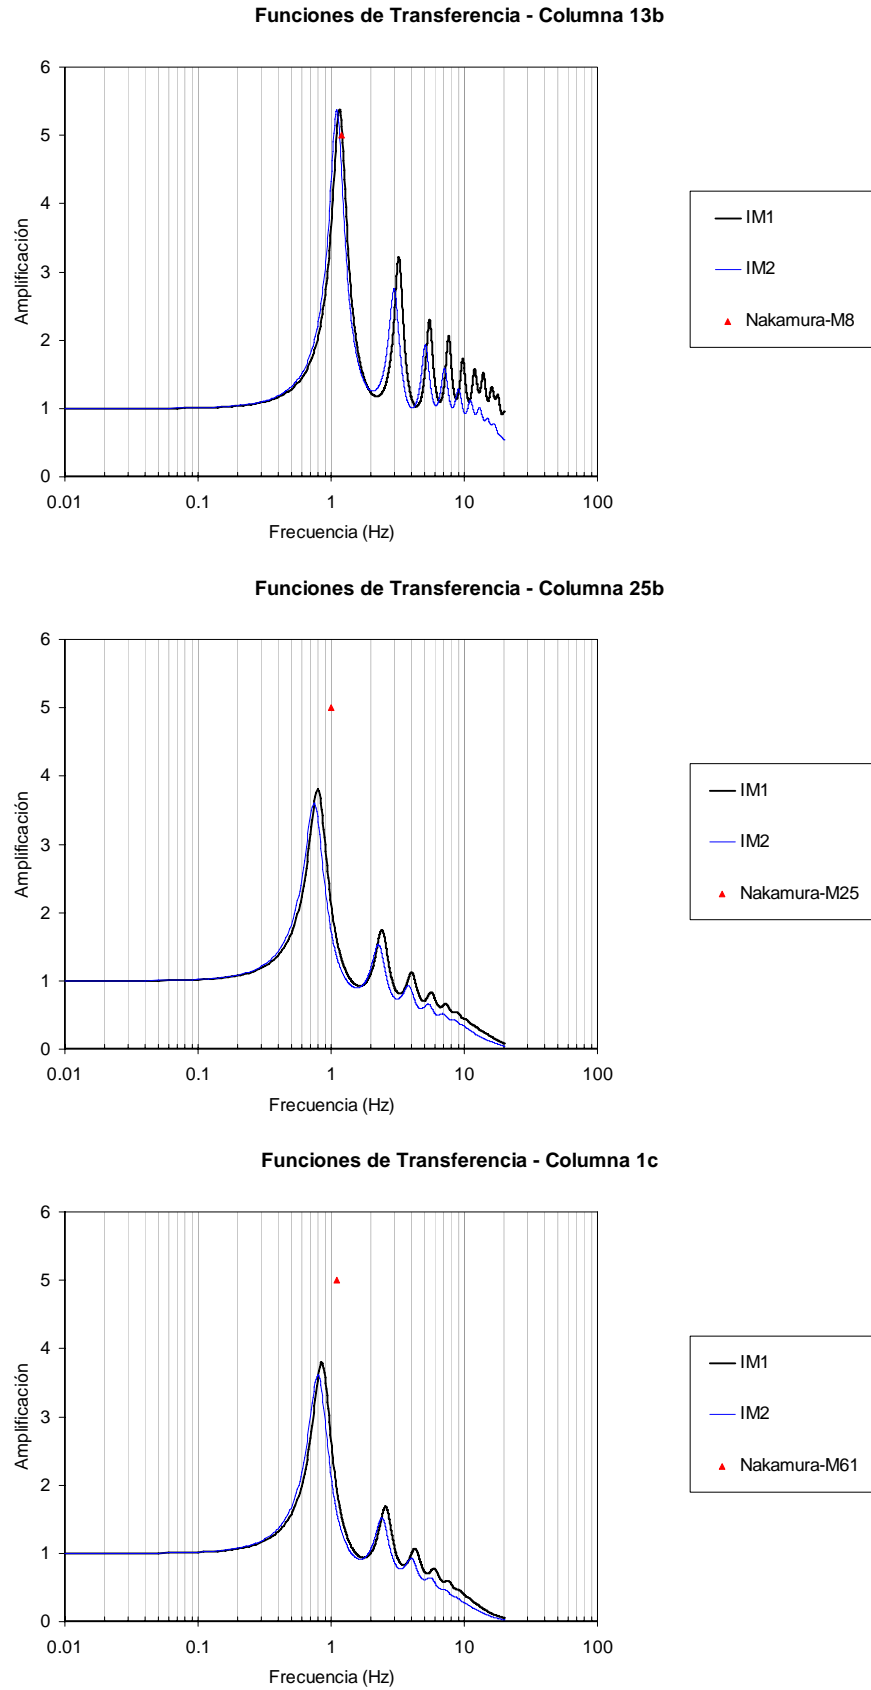 Funciones de Transferencia - Columna 13b
6
5
4
3
2
1
0
Amplificación
0.01 0.1 1 10 100
Frecuencia (Hz)
IM1
IM2
Nakamura-M8
Funciones de Transferencia - Columna 25b
6
5
4
3
2
1
0
Amplificación
0.01 0.1 1 10 100
Frecuencia (Hz)
IM1
IM2
Nakamura-M25
Funciones de Transferencia - Columna 1c
6
5
4
3
2
1
0
Amplificación
0.01 0.1 1 10 100
Frecuencia (Hz)
IM1
IM2
Nakamura-M61